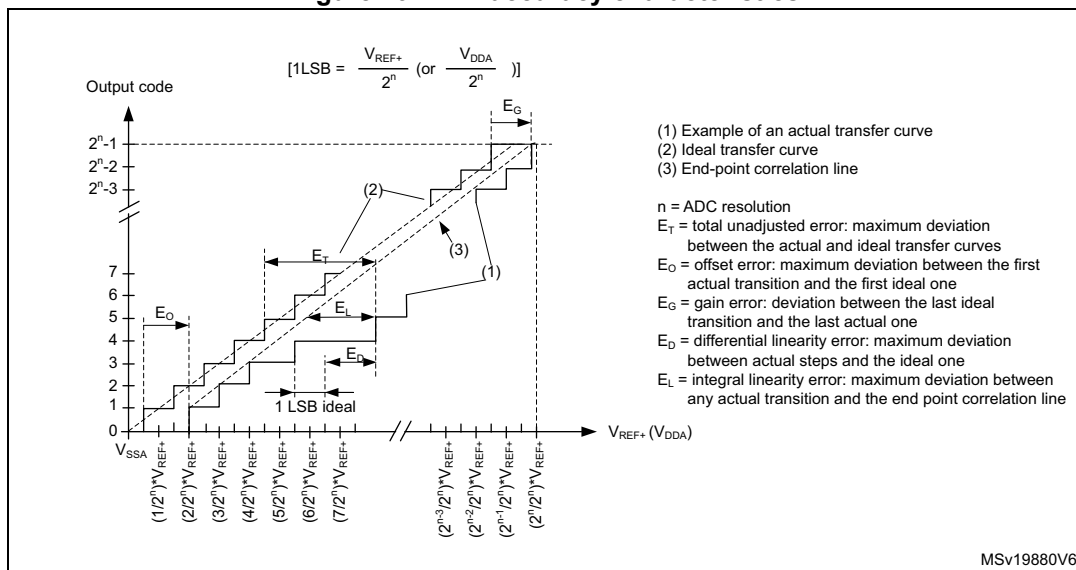 [1LSB = V_REF+ / 2^n (or V_DDA / 2^n )]
Output code
E_G
2^n-1
2^n-2
2^n-3
(2)
(3)
(1)
7
6
5
4
3
2
1
0
E_T
E_O
E_L
E_D
1 LSB ideal
V_SSA
V_REF+ (V_DDA)
(1/2^n)*V_REF+
(2/2^n)*V_REF+
(3/2^n)*V_REF+
(4/2^n)*V_REF+
(5/2^n)*V_REF+
(6/2^n)*V_REF+
(7/2^n)*V_REF+
(2^n-3/2^n)*V_REF+
(2^n-2/2^n)*V_REF+
(2^n-1/2^n)*V_REF+
(2^n/2^n)*V_REF+
(1) Example of an actual transfer curve
(2) Ideal transfer curve
(3) End-point correlation line
n = ADC resolution
E_T = total unadjusted error: maximum deviation
between the actual and ideal transfer curves
E_O = offset error: maximum deviation between the first
actual transition and the first ideal one
E_G = gain error: deviation between the last ideal
transition and the last actual one
E_D = differential linearity error: maximum deviation
between actual steps and the ideal one
E_L = integral linearity error: maximum deviation between
any actual transition and the end point correlation line
MSv19880V6